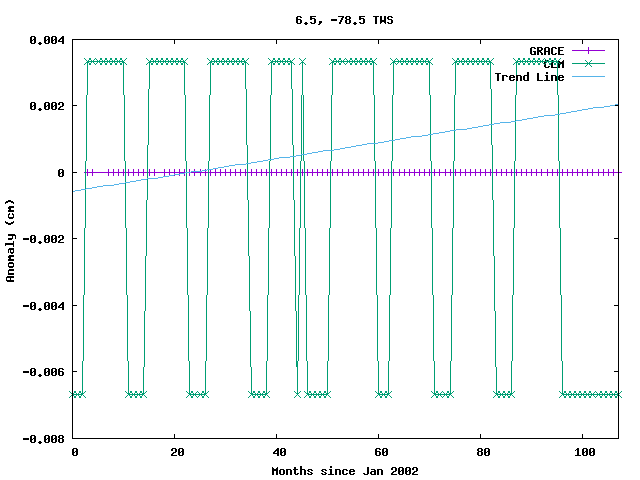 6.5, -78.5 TWS
0.004
0.002
0
-0.002
-0.004
-0.006
-0.008
Anomaly (cm)
GRACE
CLM
Trend Line
0 20 40 60 80 100
Months since Jan 2002